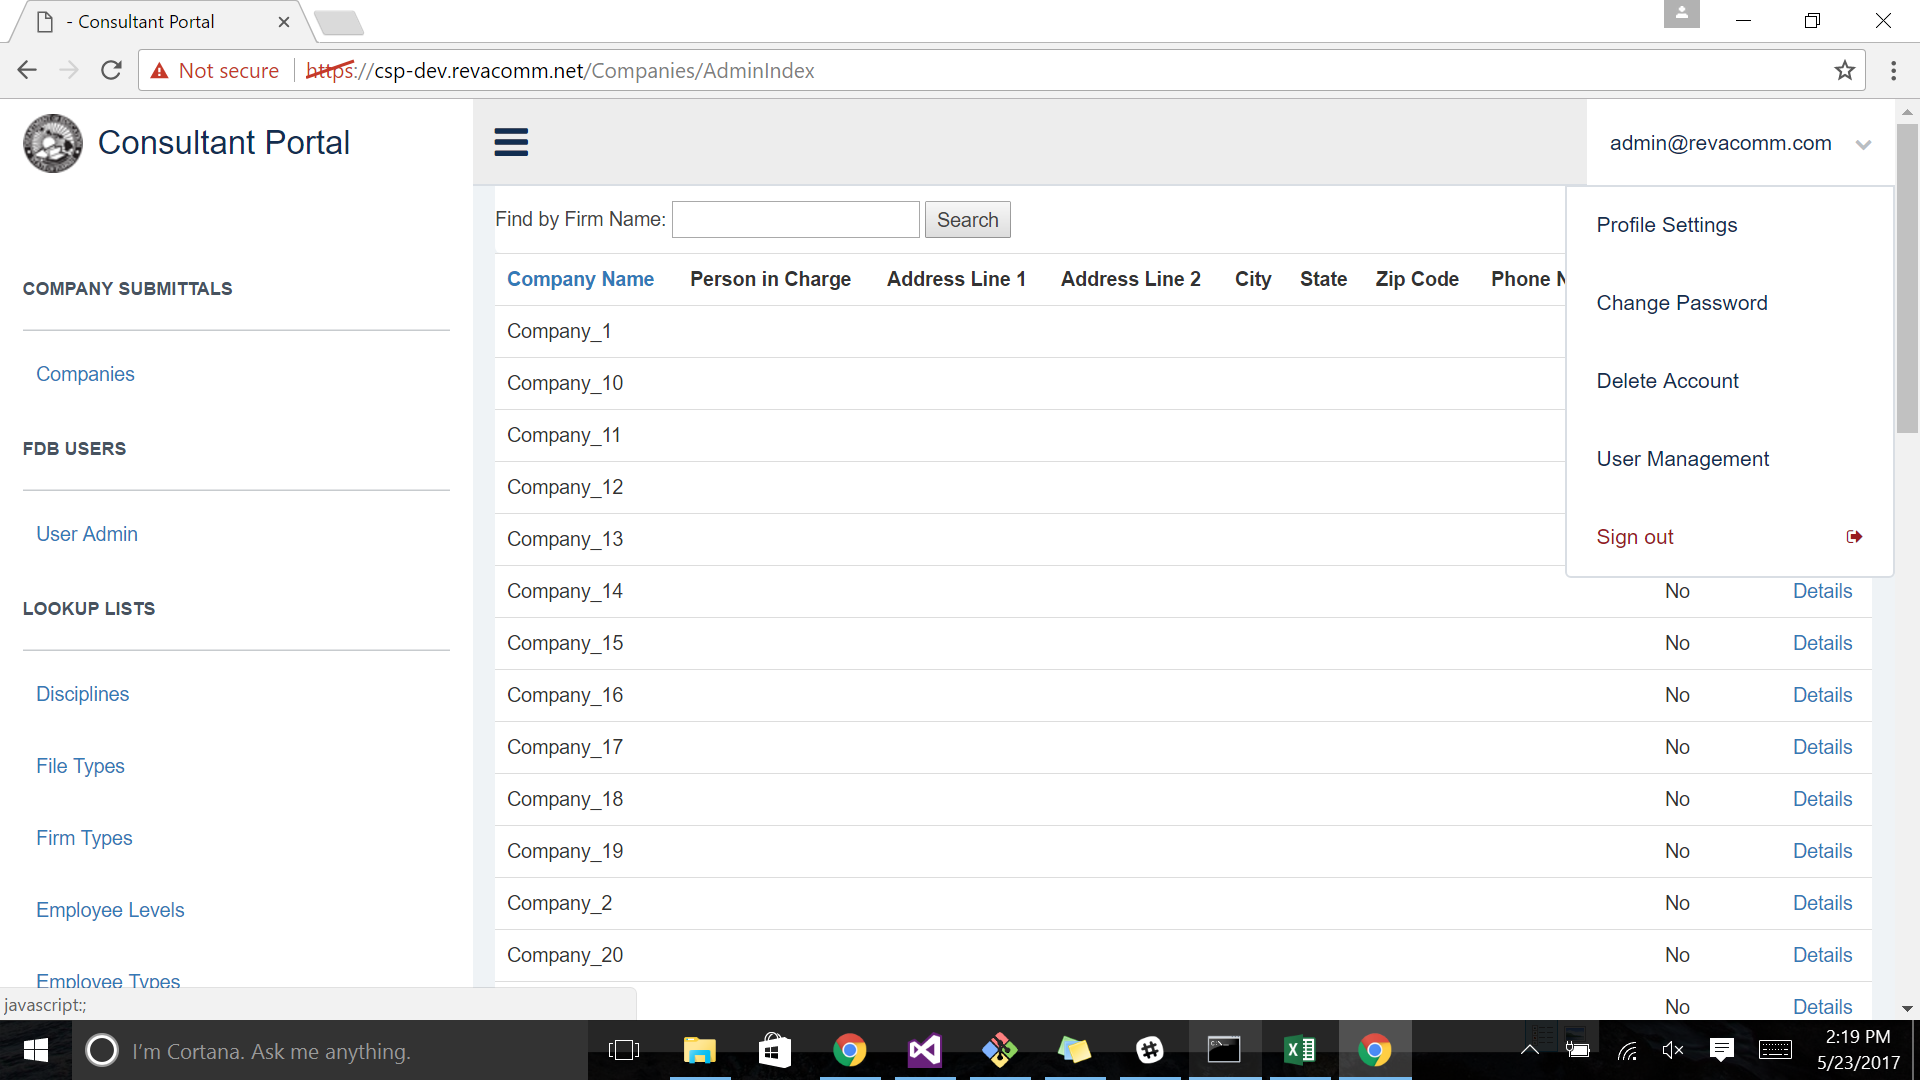 - Consultant Portal
Not secure https://csp-dev.revacomm.net/Companies/AdminIndex
Consultant Portal
admin@revacomm.com
Profile Settings
Change Password
Delete Account
User Management
Sign out
COMPANY SUBMITTALS
Companies
FDB USERS
User Admin
LOOKUP LISTS
Disciplines
File Types
Firm Types
Employee Levels
Employee Types
javascript:;
Find by Firm Name: Search
Company Name Person in Charge Address Line 1 Address Line 2 City State Zip Code Phone N
Company_1
Company_10
Company_11
Company_12
Company_13
Company_14 No Details
Company_15 No Details
Company_16 No Details
Company_17 No Details
Company_18 No Details
Company_19 No Details
Company_2 No Details
Company_20 No Details
No Details
I'm Cortana. Ask me anything.
2:19 PM
5/23/2017